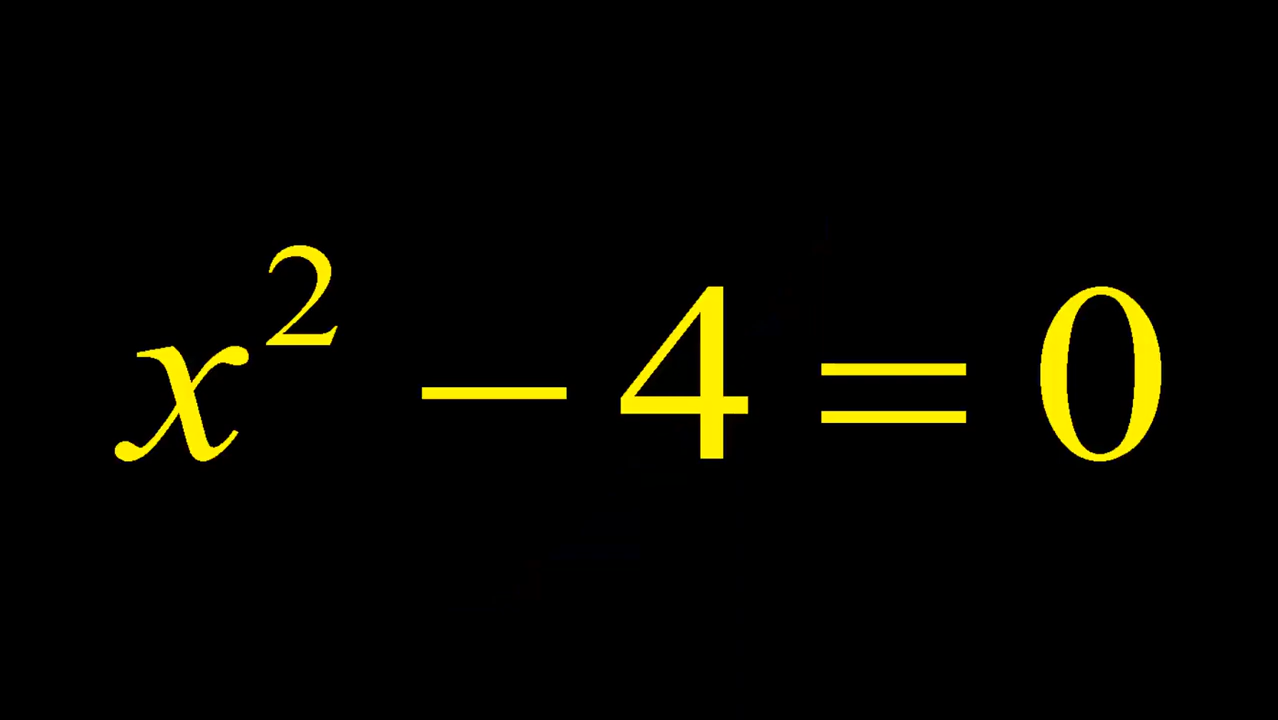 x² − 4 = 0